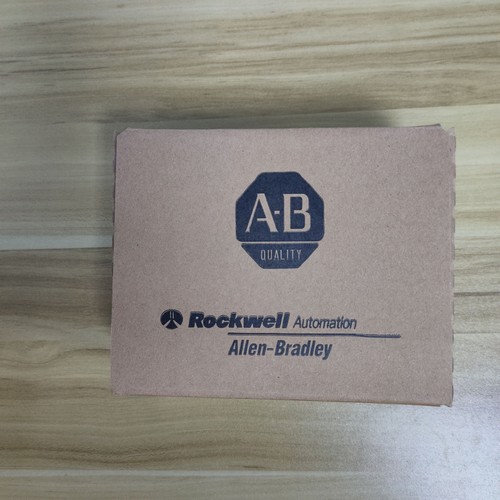 A-B
QUALITY
Rockwell Automation
Allen-Bradley